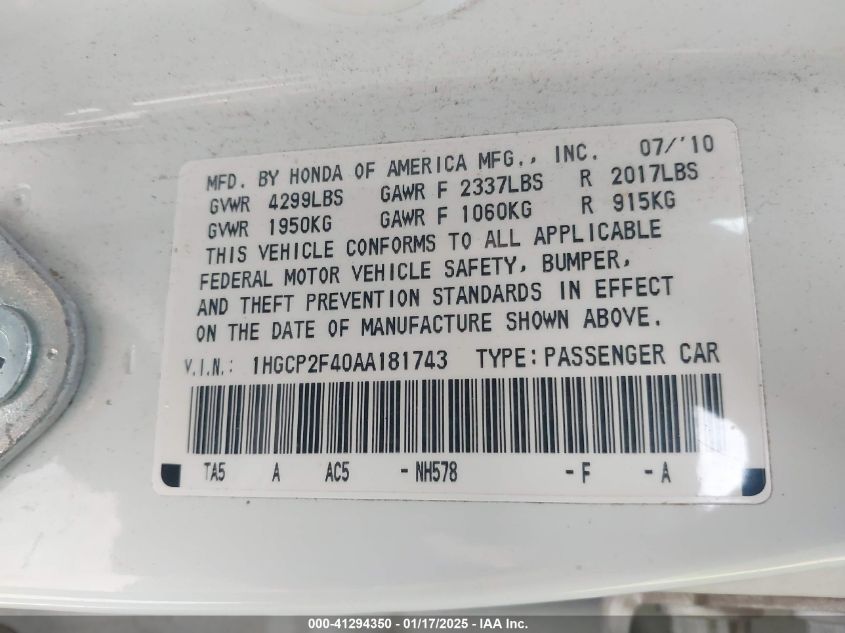 MFD. BY HONDA OF AMERICA MFG., INC. 07/'10
GVWR 4299LBS GAWR F 2337LBS R 2017LBS
GVWR 1950KG GAWR F 1060KG R 915KG
THIS VEHICLE CONFORMS TO ALL APPLICABLE
FEDERAL MOTOR VEHICLE SAFETY, BUMPER,
AND THEFT PREVENTION STANDARDS IN EFFECT
ON THE DATE OF MANUFACTURE SHOWN ABOVE.
V.I.N.: 1HGCP2F40AA181743 TYPE: PASSENGER CAR
TA5 A AC5 -NH578 -F -A
000-41294350 | 01/17/2025 - IAA Inc.